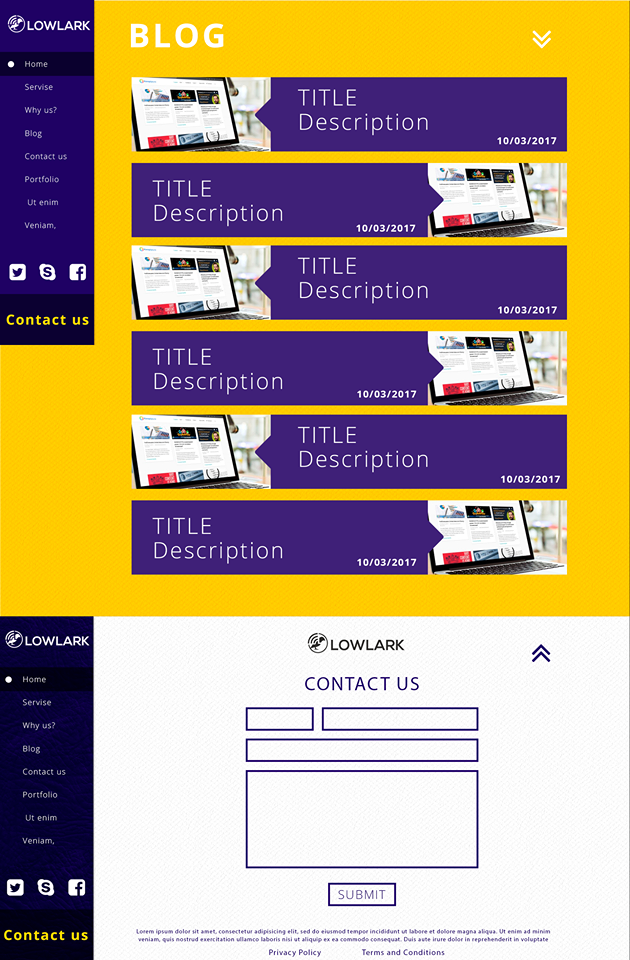 LOWLARK
Home
Servise
Why us?
Blog
Contact us
Portfolio
Ut enim
Veniam,
Contact us
BLOG
TITLE
Description
10/03/2017
TITLE
Description
10/03/2017
TITLE
Description
10/03/2017
TITLE
Description
10/03/2017
TITLE
Description
10/03/2017
TITLE
Description
10/03/2017
LOWLARK
Home
Servise
Why us?
Blog
Contact us
Portfolio
Ut enim
Veniam,
Contact us
LOWLARK
CONTACT US
SUBMIT
Lorem ipsum dolor sit amet, consectetur adipisicing elit, sed do eiusmod tempor incididunt ut labore et dolore magna aliqua. Ut enim ad minim
veniam, quis nostrud exercitation ullamco laboris nisi ut aliquip ex ea commodo consequat. Duis aute irure dolor in reprehenderit in voluptate
Privacy Policy Terms and Conditions